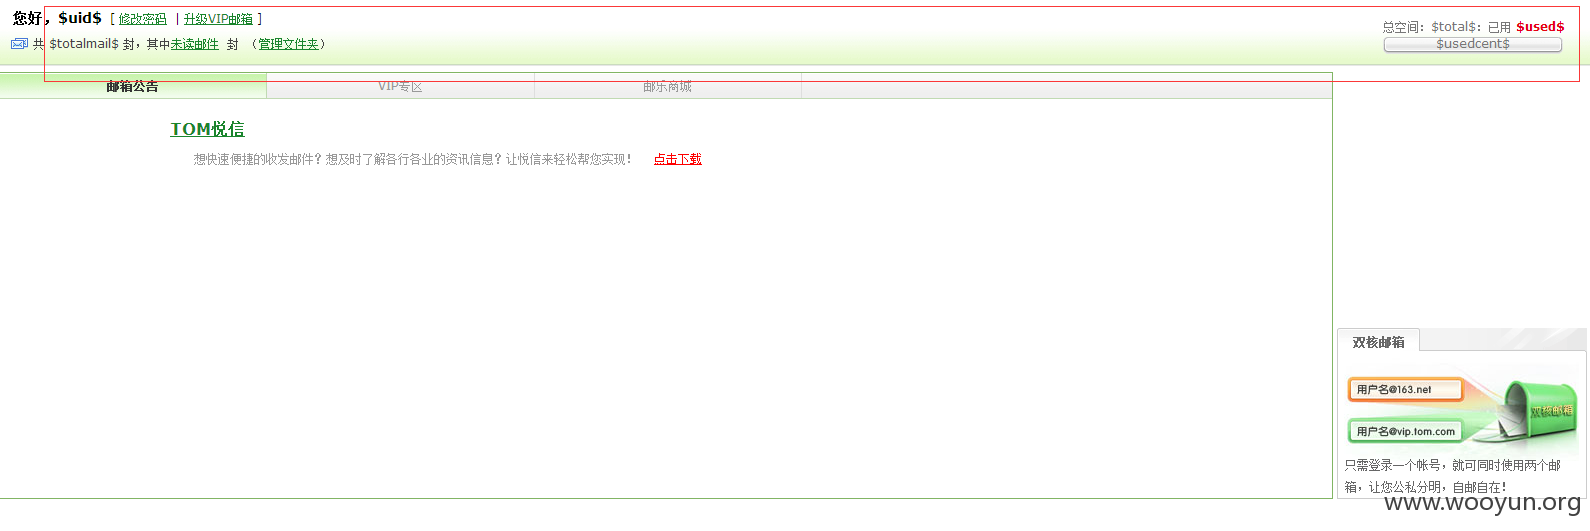 您好，$uid$ [ 修改密码 | 升级VIP邮箱 ]
共 $totalmail$ 封，其中未读邮件 封 （管理文件夹）
总空间：$total$：已用 $used$
$usedcent$
邮箱公告 VIP专区 邮乐商城
TOM悦信
想快速便捷的收发邮件？想及时了解各行各业的资讯信息？让悦信来轻松帮您实现！ 点击下载
双核邮箱
用户名@163.net
双核邮箱
用户名@vip.tom.com
只需登录一个帐号，就可同时使用两个邮
箱，让您公私分明，自邮自在！
www.wooyun.org